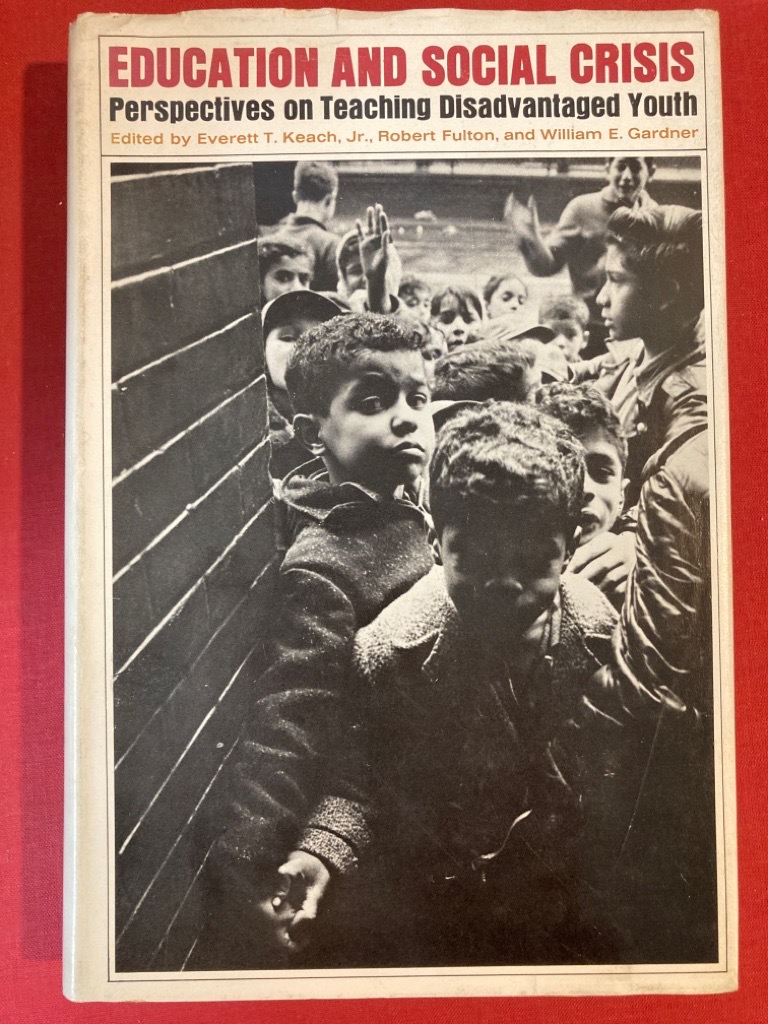 EDUCATION AND SOCIAL CRISIS
Perspectives on Teaching Disadvantaged Youth
Edited by Everett T. Keach, Jr., Robert Fulton, and William E. Gardner